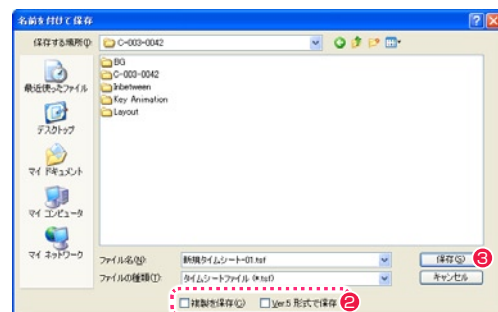 名前を付けて保存
保存する場所(I): C-003-0042
BG
C-003-0042
Inbetween
Key Animation
Layout
最近使ったファイル
デスクトップ
マイ ドキュメント
マイ コンピュータ
マイ ネットワーク
ファイル名(N): 新規タイムシート-01.tsf 保存(S) 3
ファイルの種類(T): タイムシートファイル (*.tsf) キャンセル
複製を保存(C) Ver.5 形式で保存 2